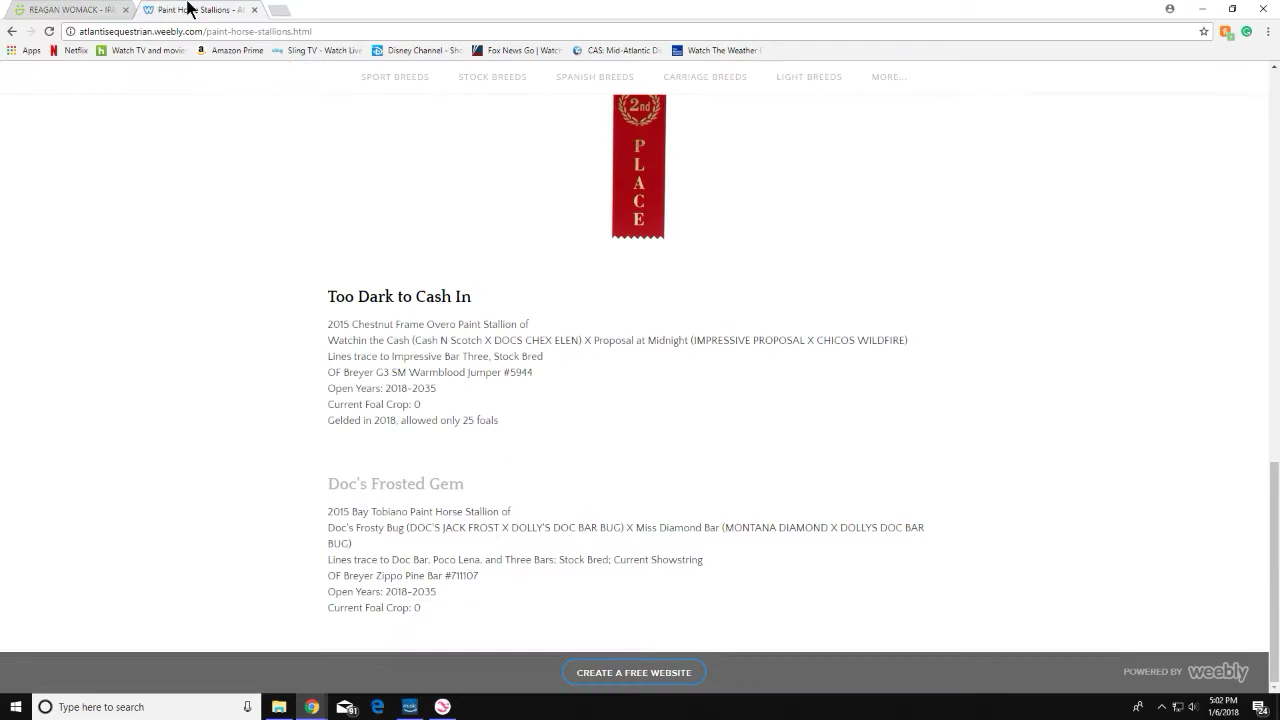 REAGAN WOMACK - IPA
Paint Horse Stallions - A
atlantisequestrian.weebly.com/paint-horse-stallions.html
Apps Netflix Watch TV and movie Amazon Prime Sling TV - Watch Live Disney Channel - Sho Fox News Go | Watch CAS: Mid-Atlantic Di Watch The Weather C
SPORT BREEDS STOCK BREEDS SPANISH BREEDS CARRIAGE BREEDS LIGHT BREEDS MORE...
2nd
P
L
A
C
E
Too Dark to Cash In
2015 Chestnut Frame Overo Paint Stallion of
Watchin the Cash (Cash N Scotch X DOCS CHEX ELEN) X Proposal at Midnight (IMPRESSIVE PROPOSAL X CHICOS WILDFIRE)
Lines trace to Impressive Bar Three, Stock Bred
OF Breyer G3 SM Warmblood Jumper #5944
Open Years: 2018-2035
Current Foal Crop: 0
Gelded in 2018, allowed only 25 foals
Doc's Frosted Gem
2015 Bay Tobiano Paint Horse Stallion of
Doc's Frosty Bug (DOC'S JACK FROST X DOLLY'S DOC BAR BUG) X Miss Diamond Bar (MONTANA DIAMOND X DOLLYS DOC BAR
BUG)
Lines trace to Doc Bar, Poco Lena, and Three Bars; Stock Bred; Current Showstring
OF Breyer Zippo Pine Bar #711107
Open Years: 2018-2035
Current Foal Crop: 0
CREATE A FREE WEBSITE
POWERED BY weebly
Type here to search
91
music
5:02 PM
1/6/2018
24